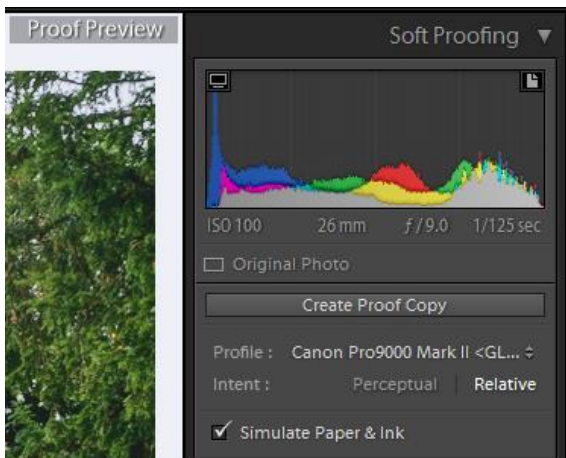 Proof Preview
Soft Proofing
ISO 100 26 mm ƒ / 9.0 1/125 sec
Original Photo
Create Proof Copy
Profile : Canon Pro9000 Mark II <GL...
Intent : Perceptual Relative
Simulate Paper & Ink